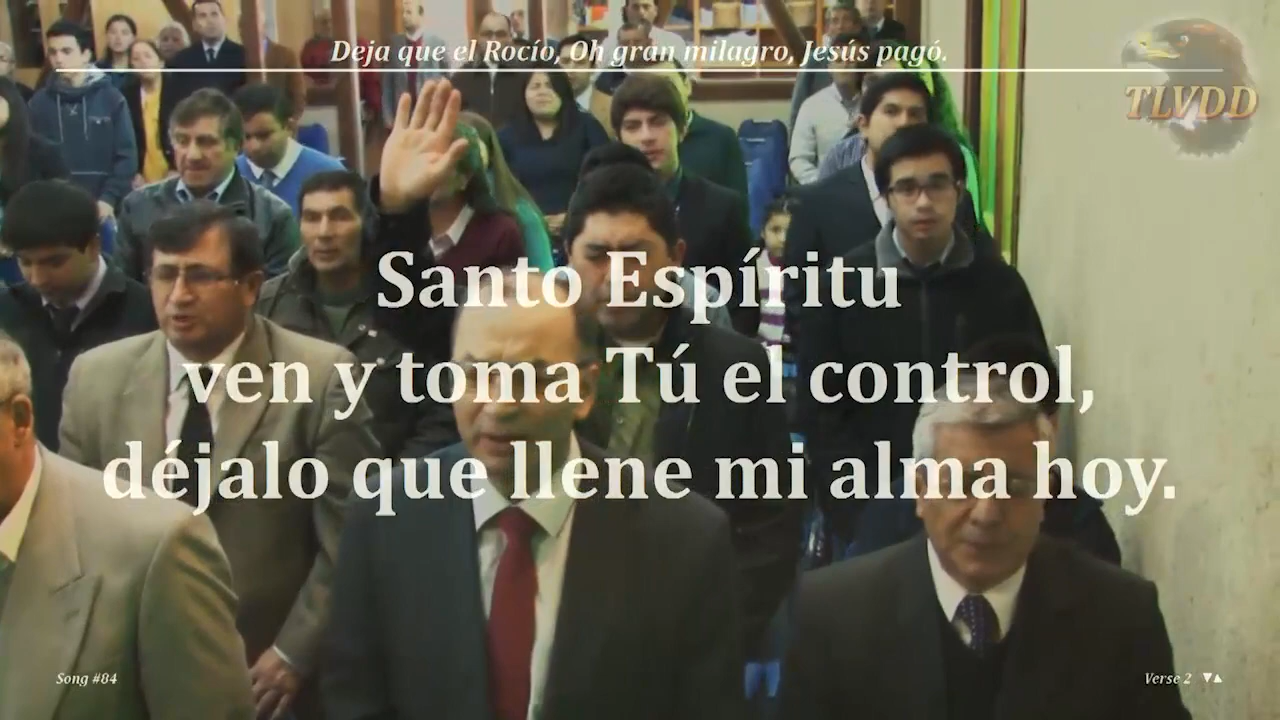 Deja que el Rocío, Oh gran milagro, Jesús pagó.
TLVDD
Santo Espíritu
ven y toma Tú el control,
déjalo que llene mi alma hoy.
Song #84
Verse 2 ▼▲